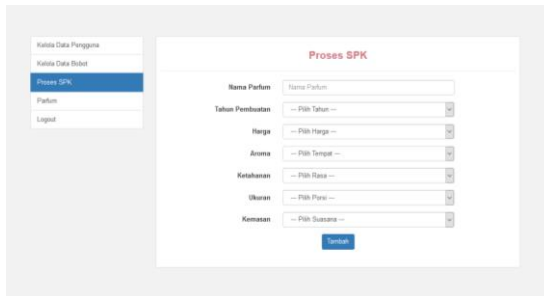 Kelola Data Pengguna
Kelola Data Bobot
Proses SPK
Parfum
Logout
Proses SPK
Nama Parfum Nama Parfum
Tahun Pembuatan --- Pilih Tahun ---
Harga --- Pilih Harga ---
Aroma --- Pilih Tempat ---
Ketahanan --- Pilih Rasa ---
Ukuran --- Pilih Porsi ---
Kemasan --- Pilih Suasana ---
Tambah